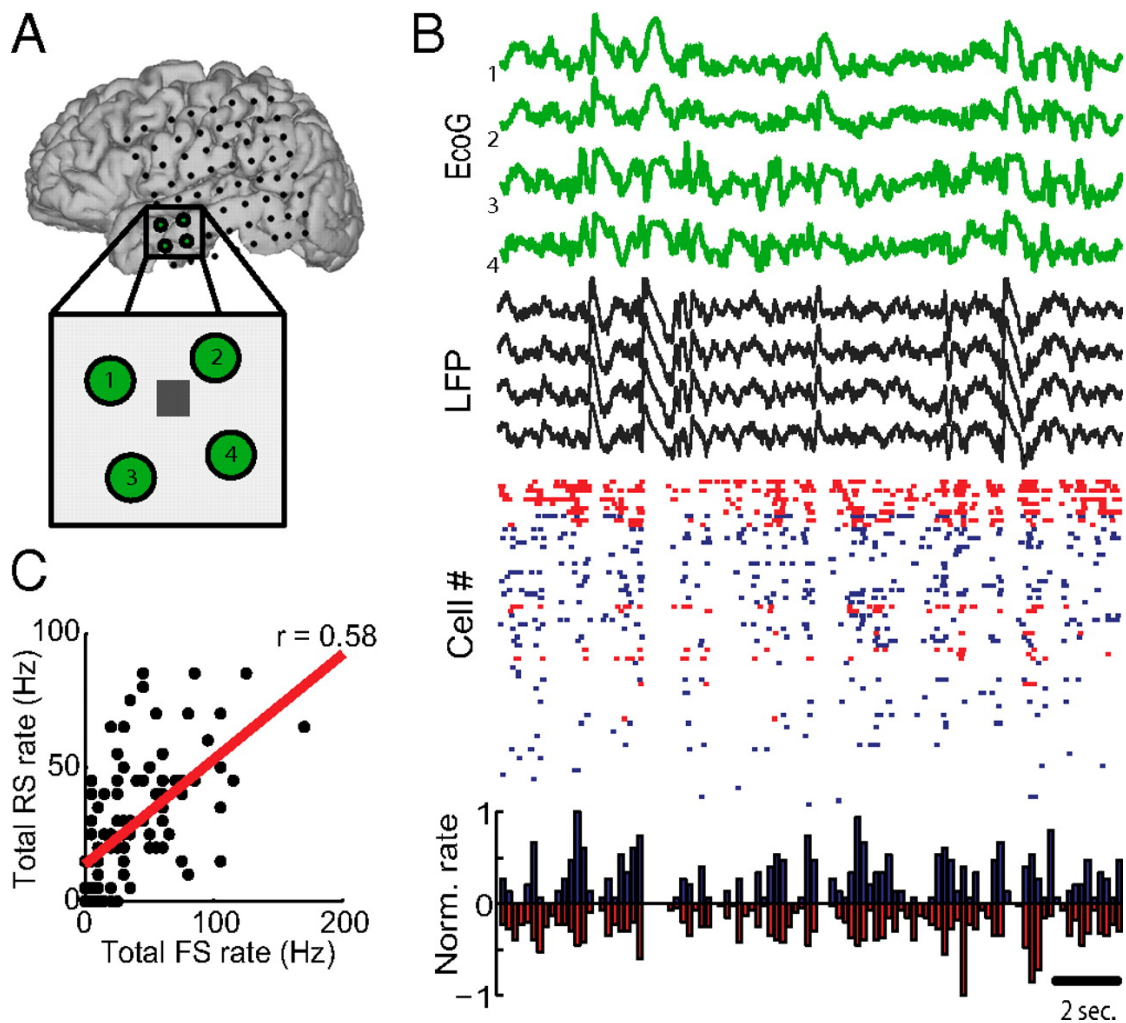 A
1
2
3
4
B
EcoG
1
2
3
4
LFP
Cell #
Norm. rate
1
0
−1
2 sec.
C
r = 0.58
Total RS rate (Hz)
100
50
0
0
100
200
Total FS rate (Hz)